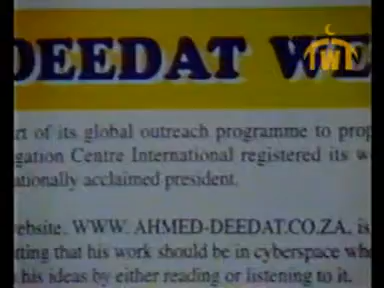 DEEDAT WE
TWT
rt of its global outreach programme to prop
gation Centre International registered its w
ationally acclaimed president.
ebsite, WWW. AHMED-DEEDAT.CO.ZA, is
tting that his work should be in cyberspace wh
his ideas by either reading or listening to it.